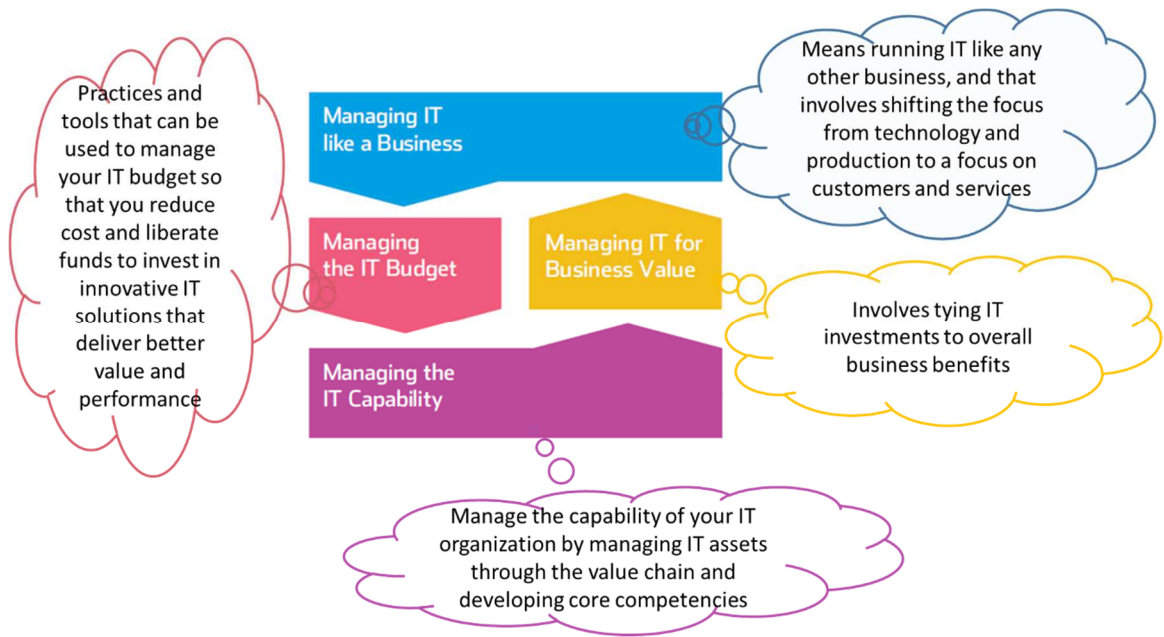 Practices and
tools that can be
used to manage
your IT budget so
that you reduce
cost and liberate
funds to invest in
innovative IT
solutions that
deliver better
value and
performance
Managing IT
like a Business
Means running IT like any
other business, and that
involves shifting the focus
from technology and
production to a focus on
customers and services
Managing
the IT Budget
Managing IT for
Business Value
Involves tying IT
investments to overall
business benefits
Managing the
IT Capability
Manage the capability of your IT
organization by managing IT assets
through the value chain and
developing core competencies